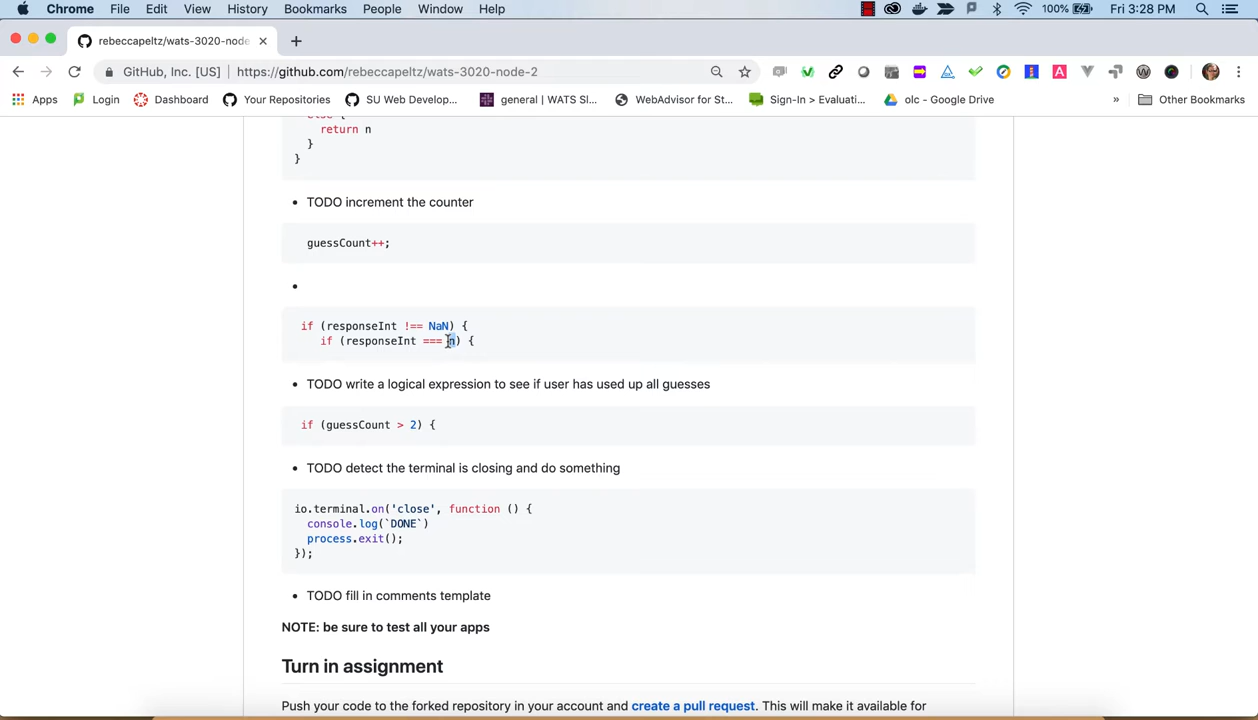 Chrome File Edit View History Bookmarks People Window Help 100% Fri 3:28 PM
rebeccapeltz/wats-3020-node-
GitHub, Inc. [US] https://github.com/rebeccapeltz/wats-3020-node-2
Apps Login Dashboard Your Repositories SU Web Develop... general | WATS Sl... WebAdvisor for St... Sign-In > Evaluati... olc - Google Drive » Other Bookmarks
else {
return n
}
}
• TODO increment the counter
guessCount++;
•
if (responseInt !== NaN) {
if (responseInt === n) {
• TODO write a logical expression to see if user has used up all guesses
if (guessCount > 2) {
• TODO detect the terminal is closing and do something
io.terminal.on('close', function () {
console.log(`DONE`)
process.exit();
});
• TODO fill in comments template
NOTE: be sure to test all your apps
Turn in assignment
Push your code to the forked repository in your account and create a pull request. This will make it available for